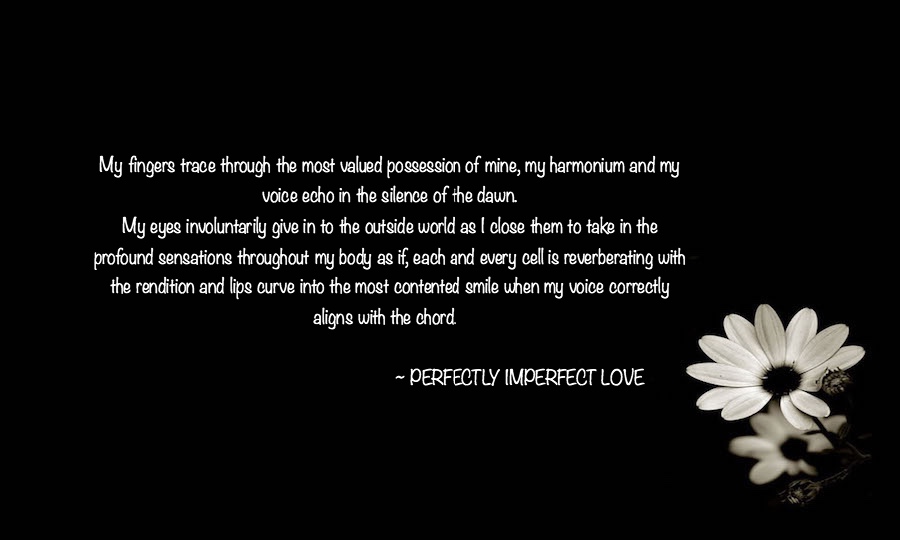 My fingers trace through the most valued possession of mine, my harmonium and my
voice echo in the silence of the dawn.
My eyes involuntarily give in to the outside world as I close them to take in the
profound sensations throughout my body as if, each and every cell is reverberating with
the rendition and lips curve into the most contented smile when my voice correctly
aligns with the chord.
~ PERFECTLY IMPERFECT LOVE